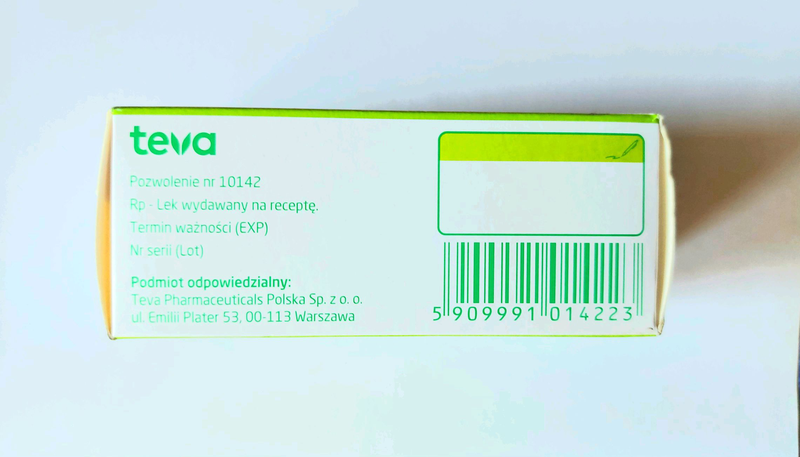 teva
Pozwolenie nr 10142
Rp - Lek wydawany na receptę.
Termin ważności (EXP)
Nr serii (Lot)
Podmiot odpowiedzialny:
Teva Pharmaceuticals Polska Sp. z o. o.
ul. Emilii Plater 53, 00-113 Warszawa
5 909991 014223